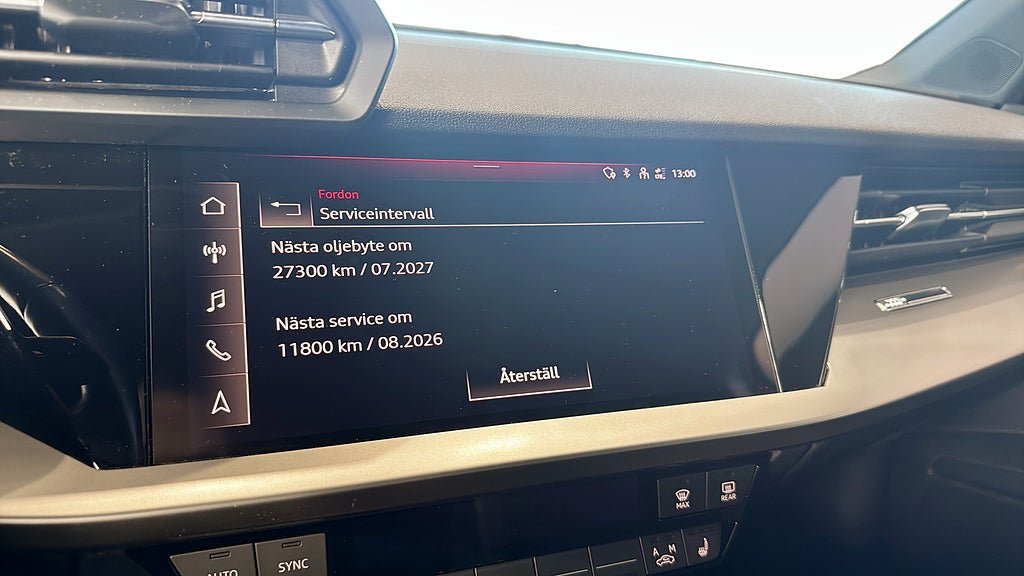 13:00
Fordon
Serviceintervall
Nästa oljebyte om
27300 km / 07.2027
Nästa service om
11800 km / 08.2026
Återställ
MAX
REAR
A M
AUTO
SYNC